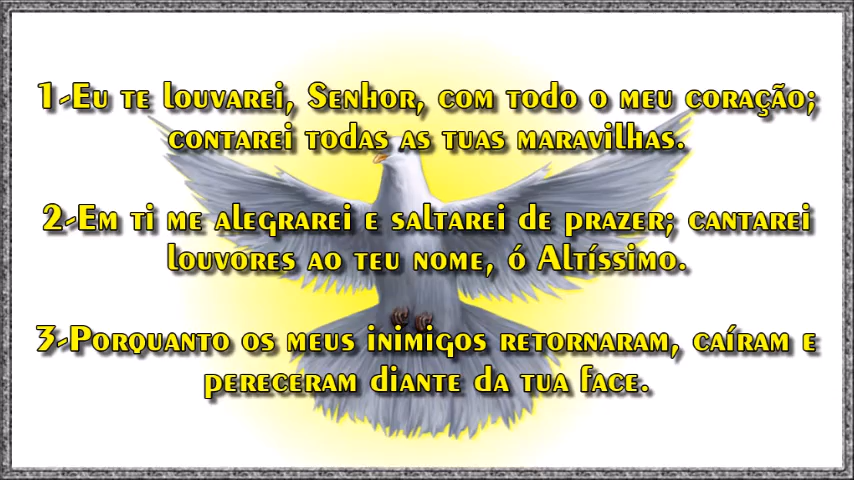 1-Eu te louvarei, Senhor, com todo o meu coração;
contarei todas as tuas maravilhas.
2-Em ti me alegrarei e saltarei de prazer; cantarei
louvores ao teu nome, ó Altíssimo.
3-Porquanto os meus inimigos retornaram, caíram e
pereceram diante da tua face.